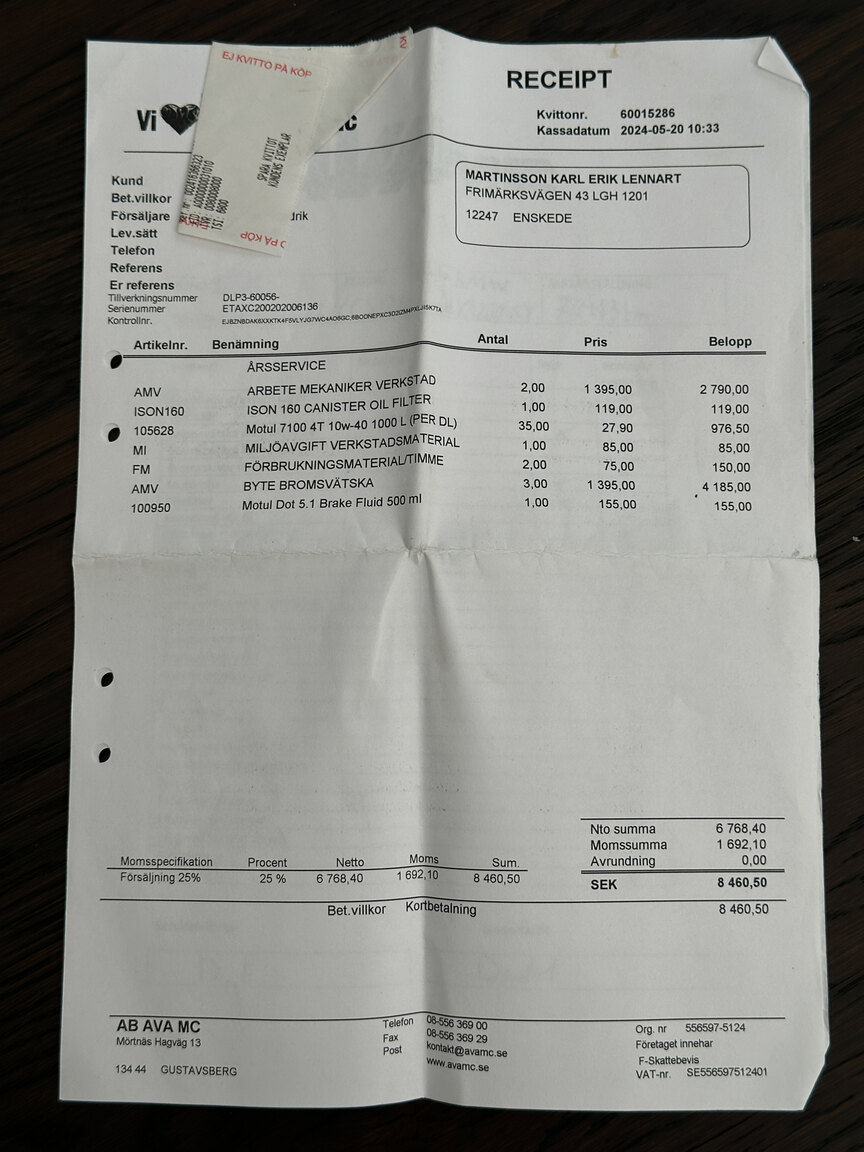 EJ KVITTO PÅ KÖP
RECEIPT
Vi
Kvittonr. 60015286
Kassadatum 2024-05-20 10:33
SPARA KVITTOT
KUNDENS EXEMPLAR
TSI: 6800
PÅ KÖP
MARTINSSON KARL ERIK LENNART
FRIMÄRKSVÄGEN 43 LGH 1201
12247 ENSKEDE
Kund
Bet.villkor
Försäljare drik
Lev.sätt
Telefon
Referens
Er referens
Tillverkningsnummer DLP3-60056-
Serienummer ETAXC200202006136
Kontrollnr.
Artikelnr. Benämning Antal Pris Belopp
ÅRSSERVICE
AMV ARBETE MEKANIKER VERKSTAD 2,00 1 395,00 2 790,00
ISON160 ISON 160 CANISTER OIL FILTER 1,00 119,00 119,00
105628 Motul 7100 4T 10w-40 1000 L (PER DL) 35,00 27,90 976,50
MI MILJÖAVGIFT VERKSTADSMATERIAL 1,00 85,00 85,00
FM FÖRBRUKNINGSMATERIAL/TIMME 2,00 75,00 150,00
AMV BYTE BROMSVÄTSKA 3,00 1 395,00 4 185,00
100950 Motul Dot 5.1 Brake Fluid 500 ml 1,00 155,00 155,00
Nto summa 6 768,40
Momssumma 1 692,10
Avrundning 0,00
SEK 8 460,50
Momsspecifikation Procent Netto Moms Sum.
Försäljning 25% 25 % 6 768,40 1 692,10 8 460,50
Bet.villkor Kortbetalning 8 460,50
AB AVA MC
Mörtnäs Hagväg 13
134 44 GUSTAVSBERG
Telefon 08-556 369 00
Fax 08-556 369 29
Post kontakt@avamc.se
www.avamc.se
Org. nr 556597-5124
Företaget innehar
F-Skattebevis
VAT-nr. SE556597512401